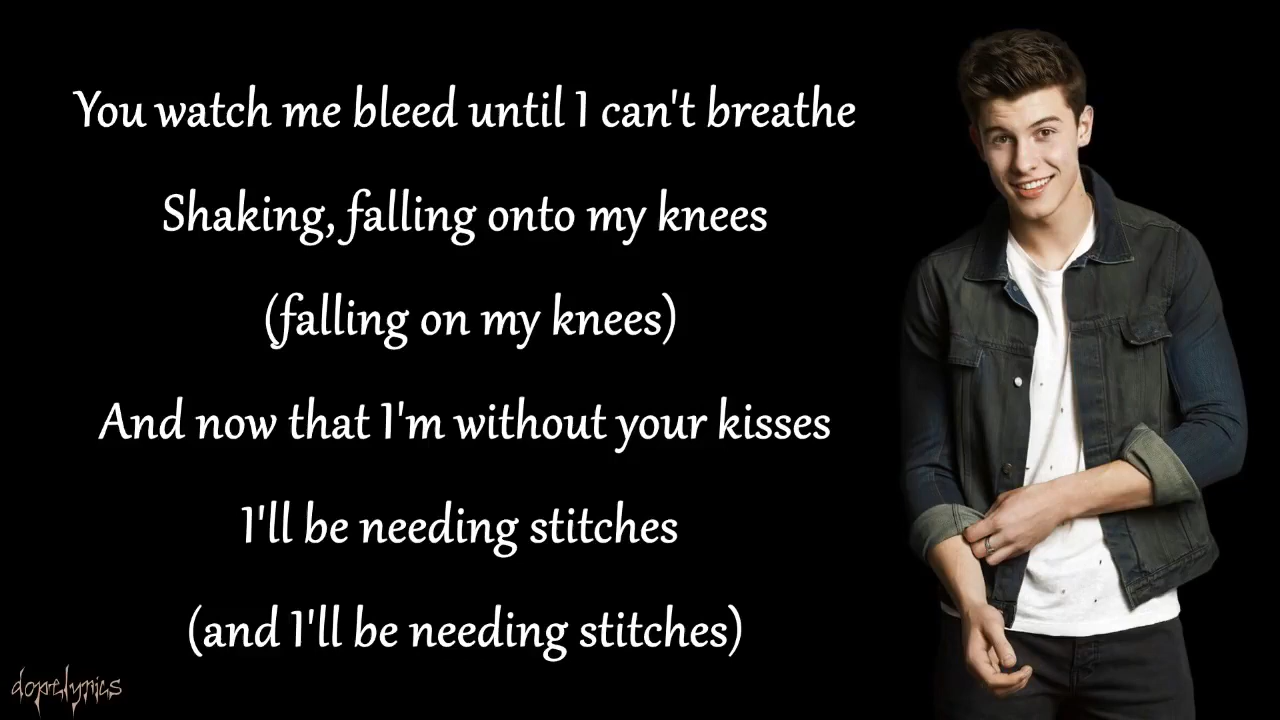 You watch me bleed until I can't breathe
Shaking, falling onto my knees
(falling on my knees)
And now that I'm without your kisses
I'll be needing stitches
(and I'll be needing stitches)
dopelyrics